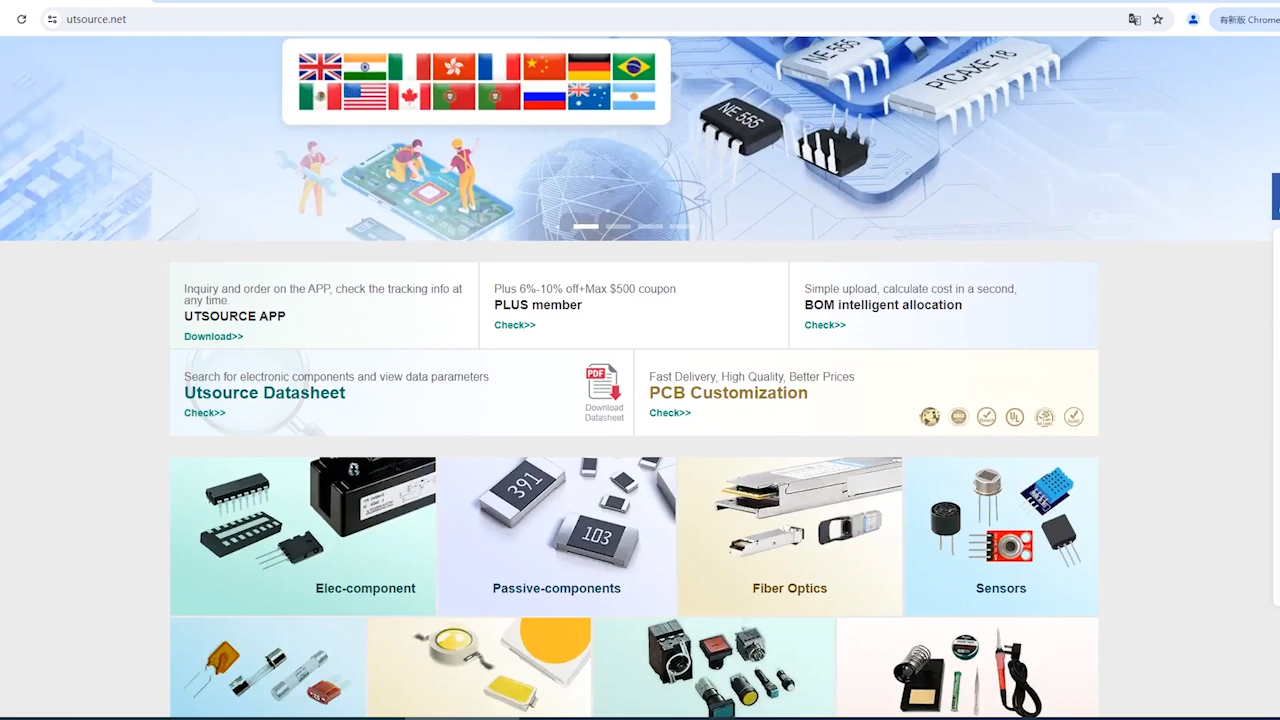 utsource.net
有新版 Chrome
NE 555
PICAXE-18
NE 555
Inquiry and order on the APP, check the tracking info at
any time.
UTSOURCE APP
Download>>
Plus 6%-10% off+Max $500 coupon
PLUS member
Check>>
Simple upload, calculate cost in a second,
BOM intelligent allocation
Check>>
Search for electronic components and view data parameters
Utsource Datasheet
Check>>
PDF
Download
Datasheet
Fast Delivery, High Quality, Better Prices
PCB Customization
Check>>
391
103
Elec-component
Passive-components
Fiber Optics
Sensors